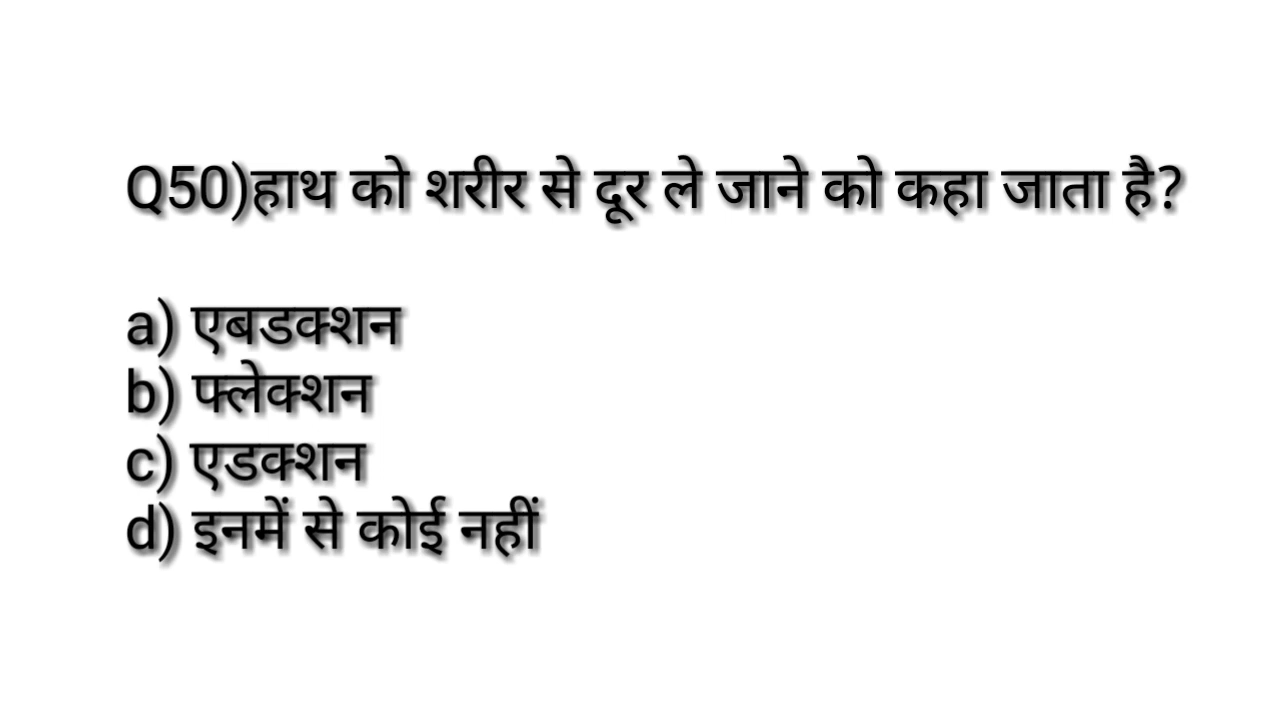 Q50)हाथ को शरीर से दूर ले जाने को कहा जाता है?
a) एबडक्शन
b) फ्लेक्शन
c) एडक्शन
d) इनमें से कोई नहीं